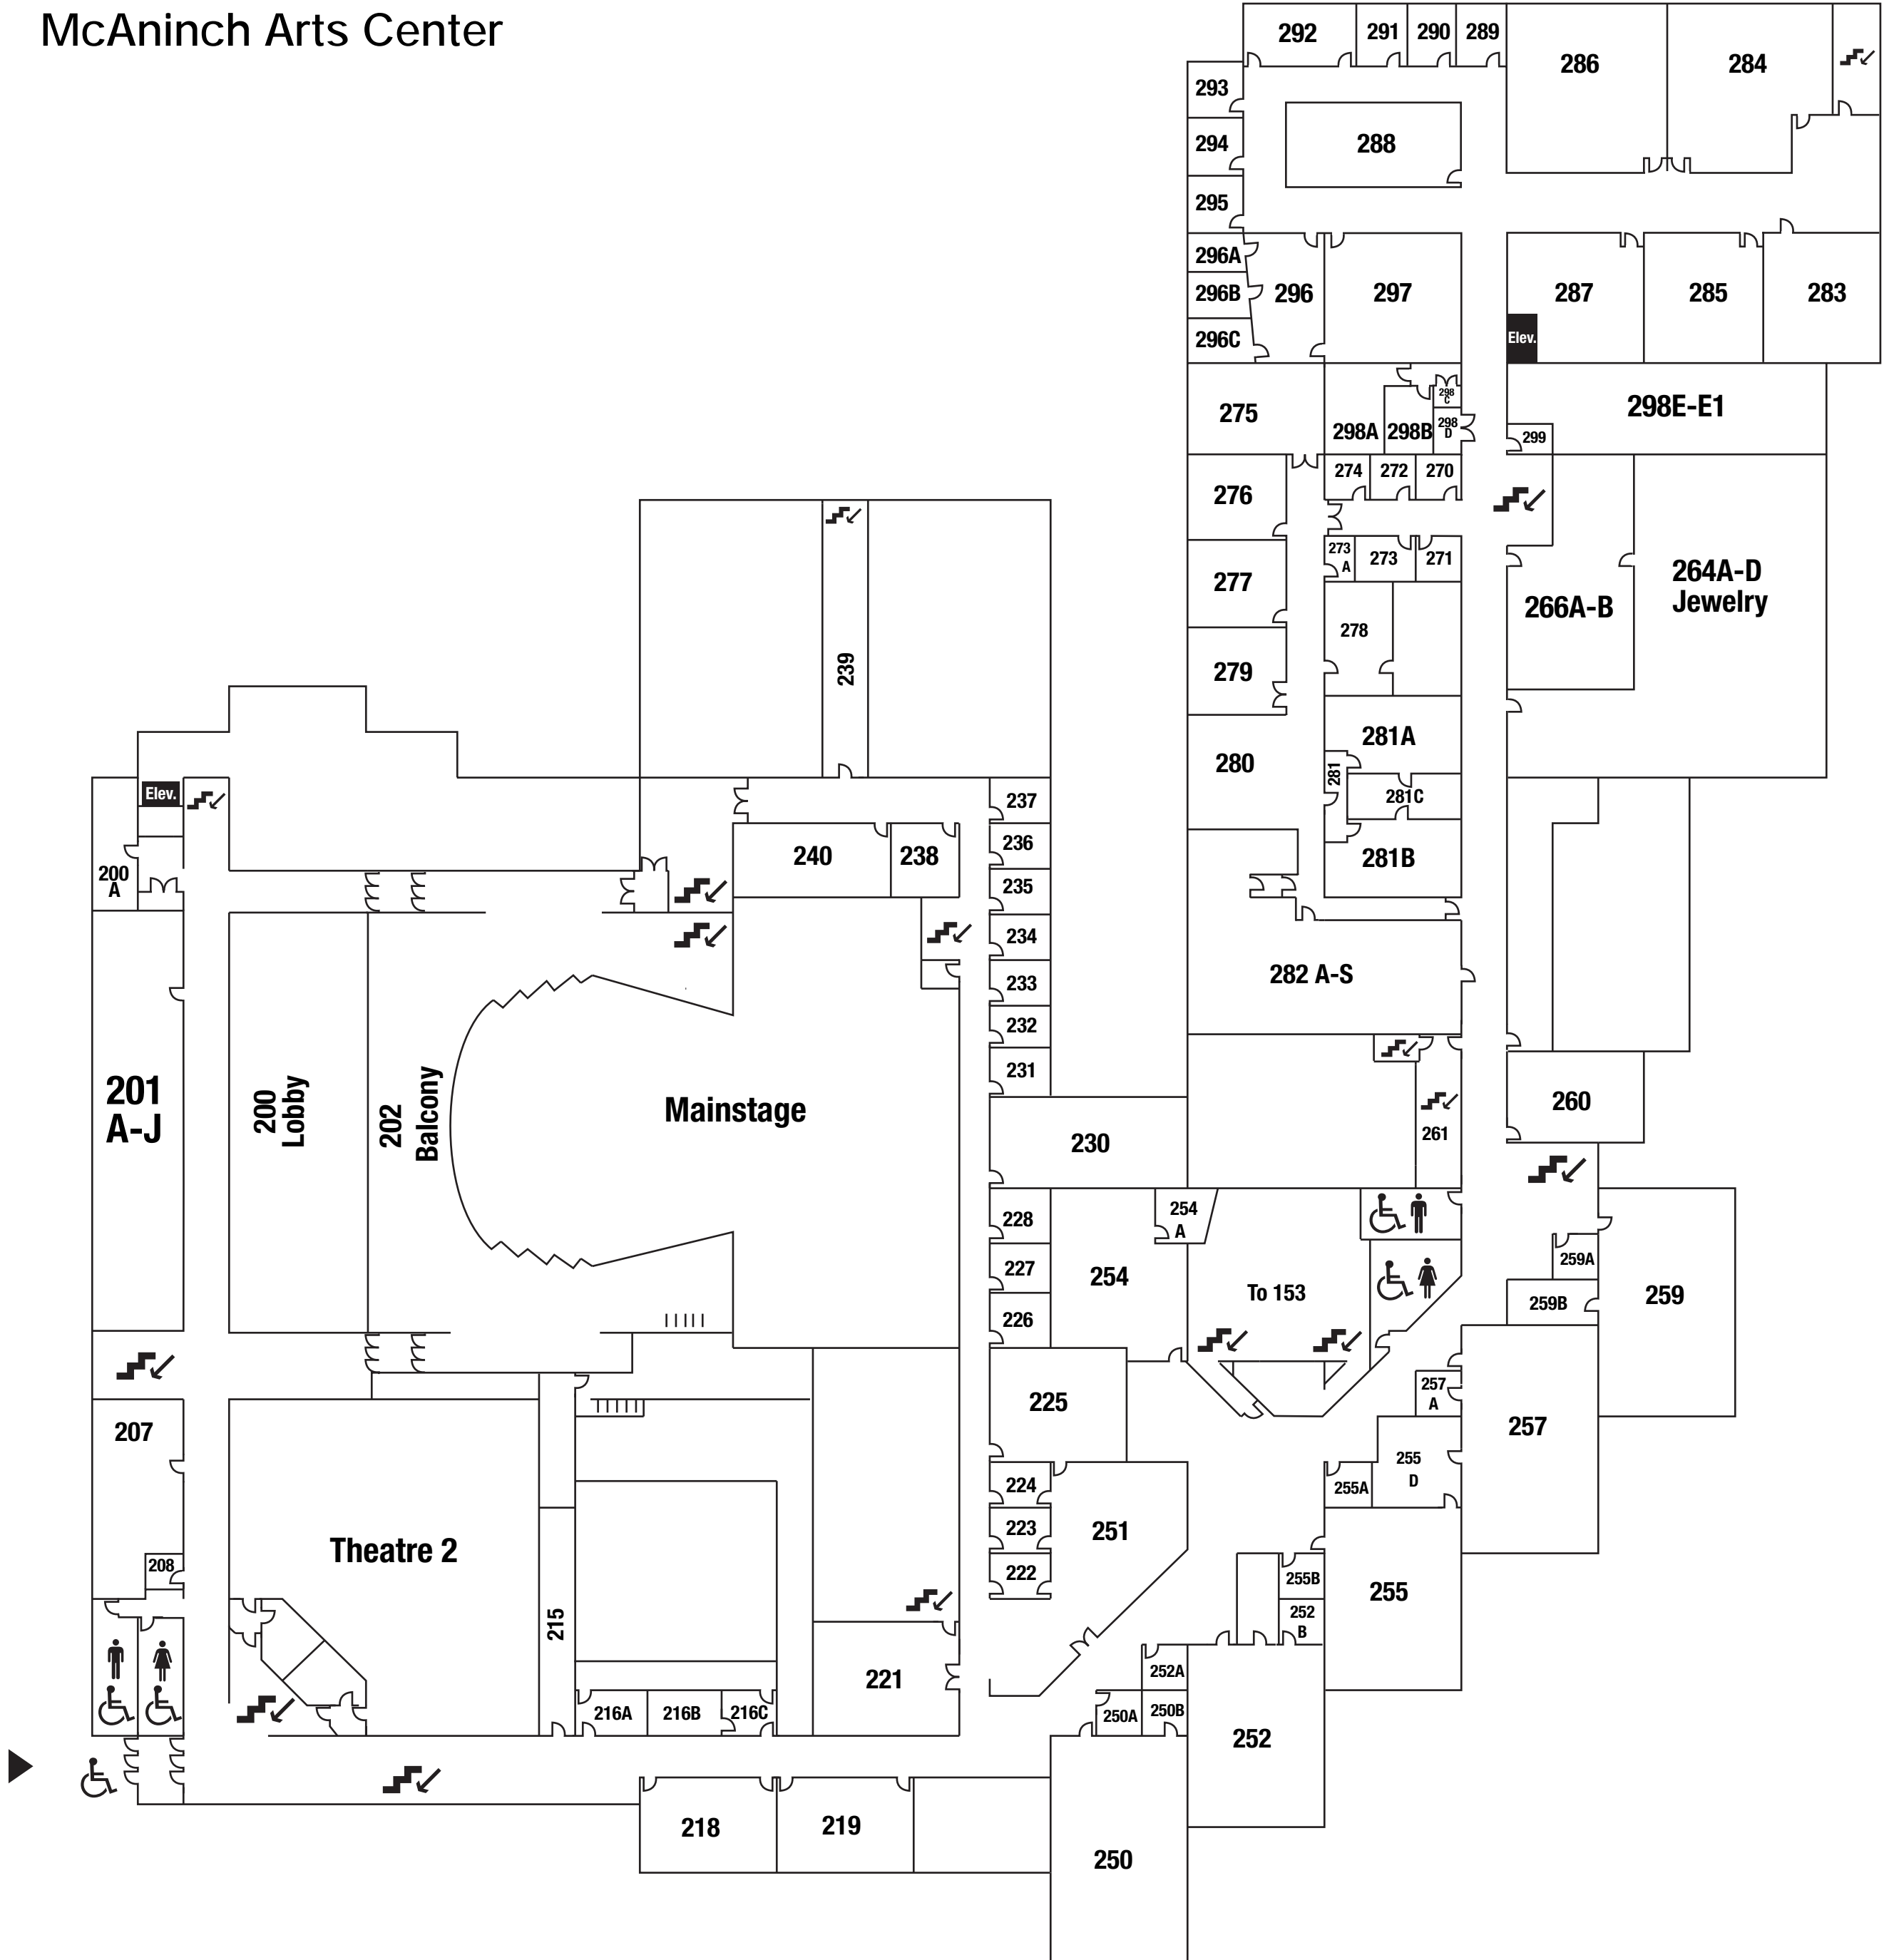 McAninch Arts Center
292
291
290
289
286
284
293
288
294
295
296A
296B
296C
296
297
287
285
283
Elev.
275
298A
298B
298
C
298
D
298E-E1
299
276
274
272
270
277
273
A
273
271
266A-B
264A-D
Jewelry
278
279
239
280
281A
281
281C
281B
Elev.
200
A
240
238
237
236
235
234
233
232
231
282 A-S
201
A-J
200
Lobby
202
Balcony
Mainstage
230
261
260
228
227
226
254
A
254
To 153
259A
259B
259
207
225
257
A
257
Theatre 2
224
223
222
251
255A
255
D
208
215
255B
252
B
255
221
216A
216B
216C
252A
250A
250B
252
218
219
250